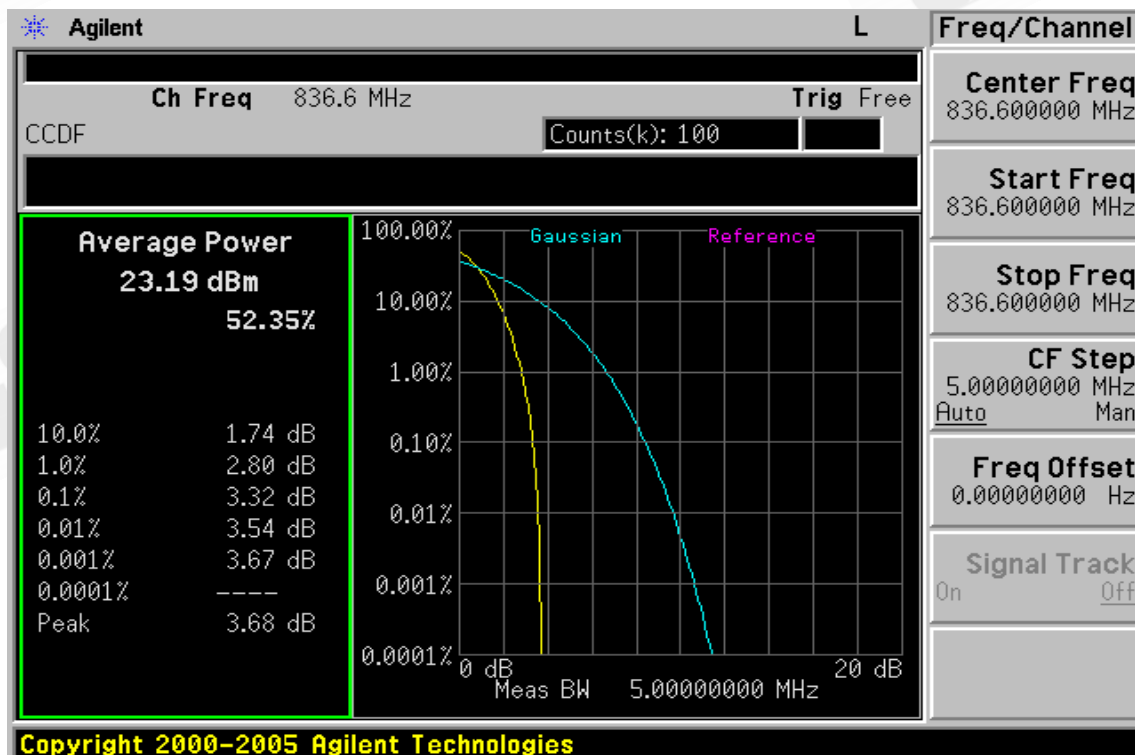 Agilent
L
Freq/Channel
Ch Freq 836.6 MHz Trig Free
CCDF Counts(k): 100
Center Freq
836.600000 MHz
Start Freq
836.600000 MHz
Stop Freq
836.600000 MHz
CF Step
5.00000000 MHz
Auto Man
Freq Offset
0.00000000 Hz
Signal Track
On Off
Average Power
23.19 dBm
52.35%
10.0% 1.74 dB
1.0% 2.80 dB
0.1% 3.32 dB
0.01% 3.54 dB
0.001% 3.67 dB
0.0001% ----
Peak 3.68 dB
Gaussian Reference
100.00%
10.00%
1.00%
0.10%
0.01%
0.001%
0.0001%
0 dB 20 dB
Meas BW 5.00000000 MHz
Copyright 2000-2005 Agilent Technologies